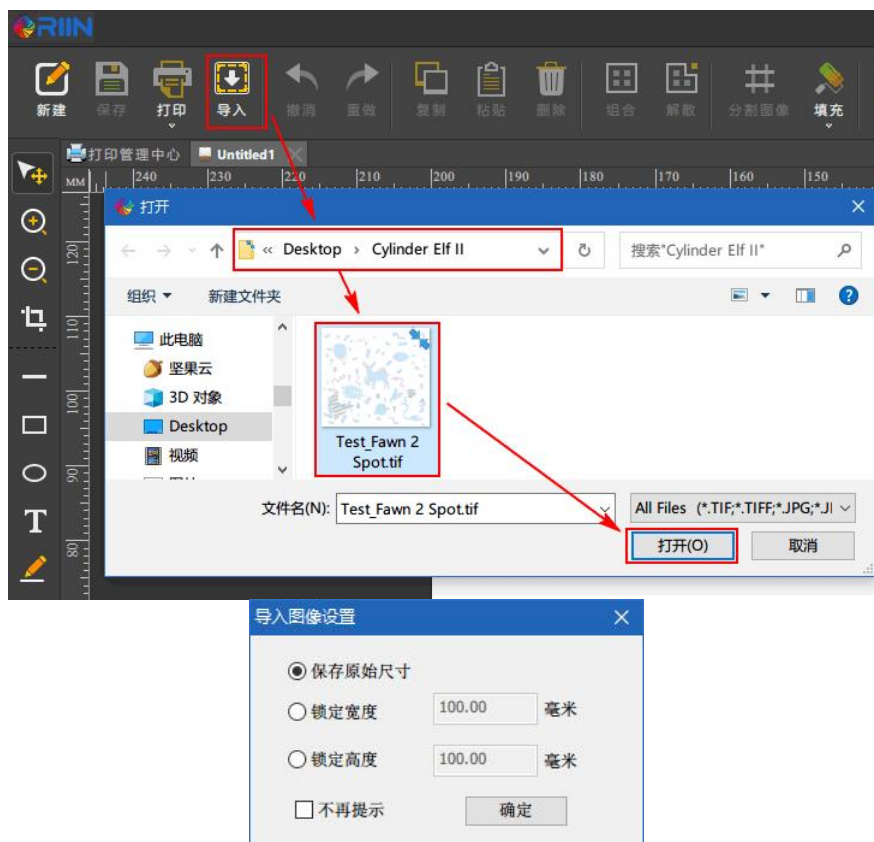 RIIN
新建 保存 打印 导入 撤消 重做 复制 粘贴 删除 组合 解散 分割图像 填充
打印管理中心 Untitled1
MM 240 230 220 210 200 190 180 170 160 150
打开
« Desktop › Cylinder Elf II 搜索"Cylinder Elf II"
组织 新建文件夹
此电脑
坚果云
3D 对象
Desktop
视频
Test_Fawn 2
Spot.tif
文件名(N): Test_Fawn 2 Spot.tif All Files (*.TIF;*.TIFF;*.JPG;*.JI
打开(O) 取消
T
120
110
100
90
80
导入图像设置
保存原始尺寸
锁定宽度 100.00 毫米
锁定高度 100.00 毫米
不再提示 确定